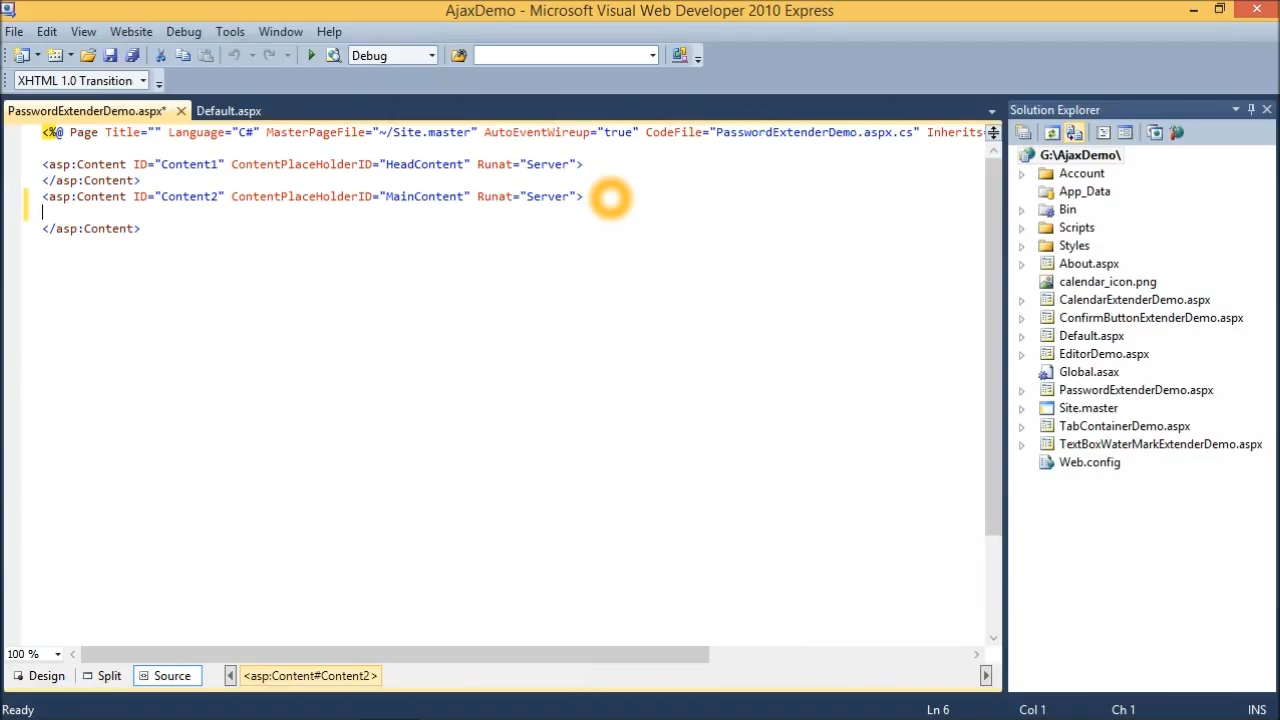 AjaxDemo - Microsoft Visual Web Developer 2010 Express
File Edit View Website Debug Tools Window Help
Debug
XHTML 1.0 Transition
PasswordExtenderDemo.aspx* Default.aspx
<%@ Page Title="" Language="C#" MasterPageFile="~/Site.master" AutoEventWireup="true" CodeFile="PasswordExtenderDemo.aspx.cs" Inherits=
<asp:Content ID="Content1" ContentPlaceHolderID="HeadContent" Runat="Server">
</asp:Content>
<asp:Content ID="Content2" ContentPlaceHolderID="MainContent" Runat="Server">
</asp:Content>
100 %
Design Split Source <asp:Content#Content2>
Solution Explorer
G:\AjaxDemo\
Account
App_Data
Bin
Scripts
Styles
About.aspx
calendar_icon.png
CalendarExtenderDemo.aspx
ConfirmButtonExtenderDemo.aspx
Default.aspx
EditorDemo.aspx
Global.asax
PasswordExtenderDemo.aspx
Site.master
TabContainerDemo.aspx
TextBoxWaterMarkExtenderDemo.aspx
Web.config
Ready Ln 6 Col 1 Ch 1 INS